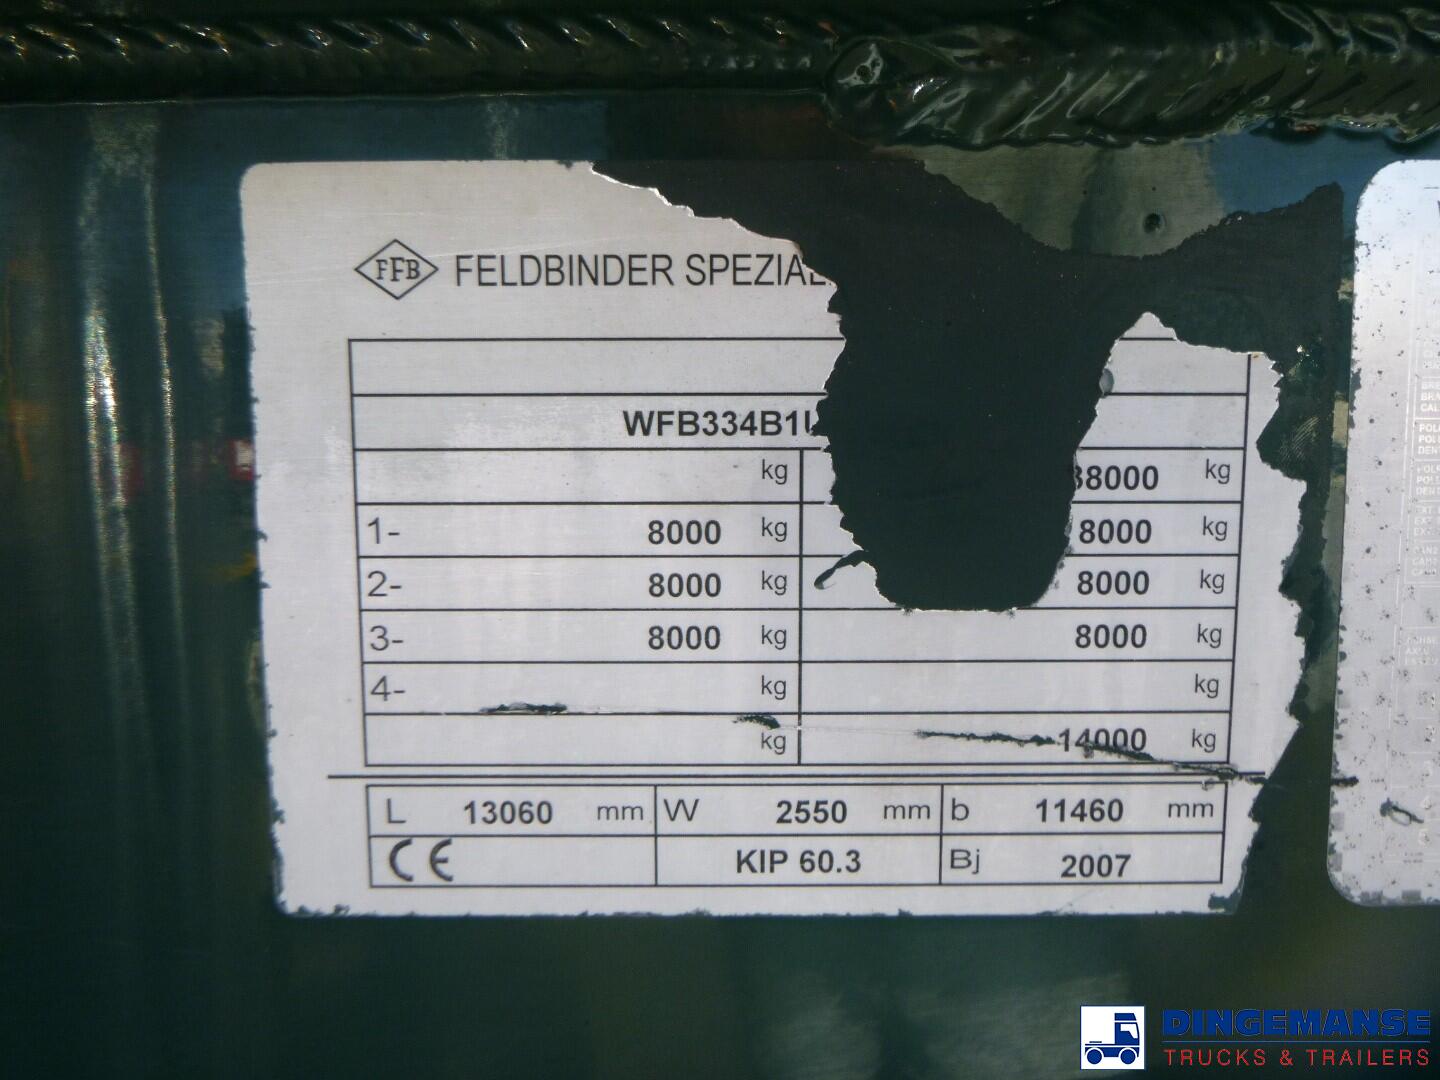 FFB FELDBINDER SPEZIAL
WFB334B1
kg 38000 kg
1- 8000 kg 8000 kg
2- 8000 kg 8000 kg
3- 8000 kg 8000 kg
4- kg kg
kg 14000 kg
L 13060 mm W 2550 mm b 11460 mm
CE KIP 60.3 Bj 2007
DINGEMANSE
TRUCKS & TRAILERS